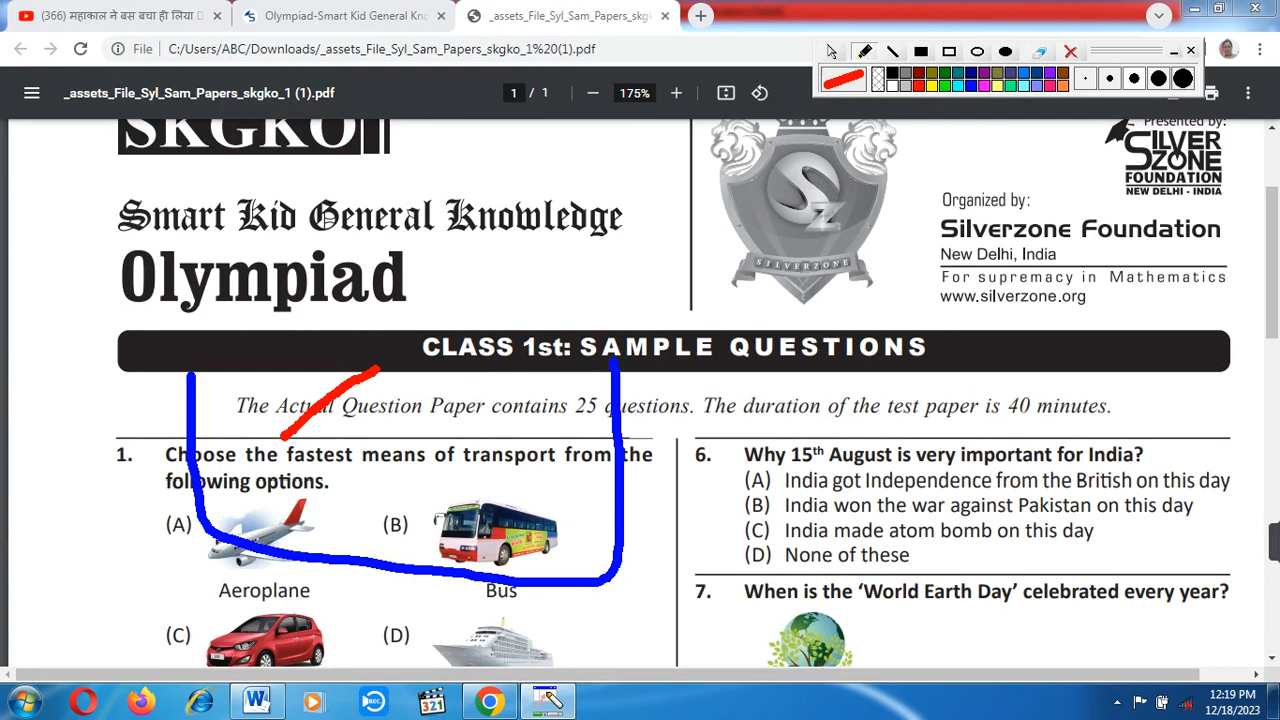 (366) महाकाल ने बस बचा ही लिया
Olympiad-Smart Kid General Kno
_assets_File_Syl_Sam_Papers_skg
File
C:/Users/ABC/Downloads/_assets_File_Syl_Sam_Papers_skgko_1%20(1).pdf
_assets_File_Syl_Sam_Papers_skgko_1 (1).pdf
1 / 1
175%
SKGKO
Smart Kid General Knowledge
Olympiad
SZ
SILVERZONE
Presented by:
SILVER
ZONE
FOUNDATION
NEW DELHI - INDIA
Organized by:
Silverzone Foundation
New Delhi, India
For supremacy in Mathematics
www.silverzone.org
CLASS 1st: SAMPLE QUESTIONS
The Actual Question Paper contains 25 questions. The duration of the test paper is 40 minutes.
1. Choose the fastest means of transport from the
following options.
(A)
(B)
Aeroplane
Bus
(C)
(D)
6. Why 15th August is very important for India?
(A) India got Independence from the British on this day
(B) India won the war against Pakistan on this day
(C) India made atom bomb on this day
(D) None of these
7. When is the ‘World Earth Day’ celebrated every year?
REC
321
12:19 PM
12/18/2023